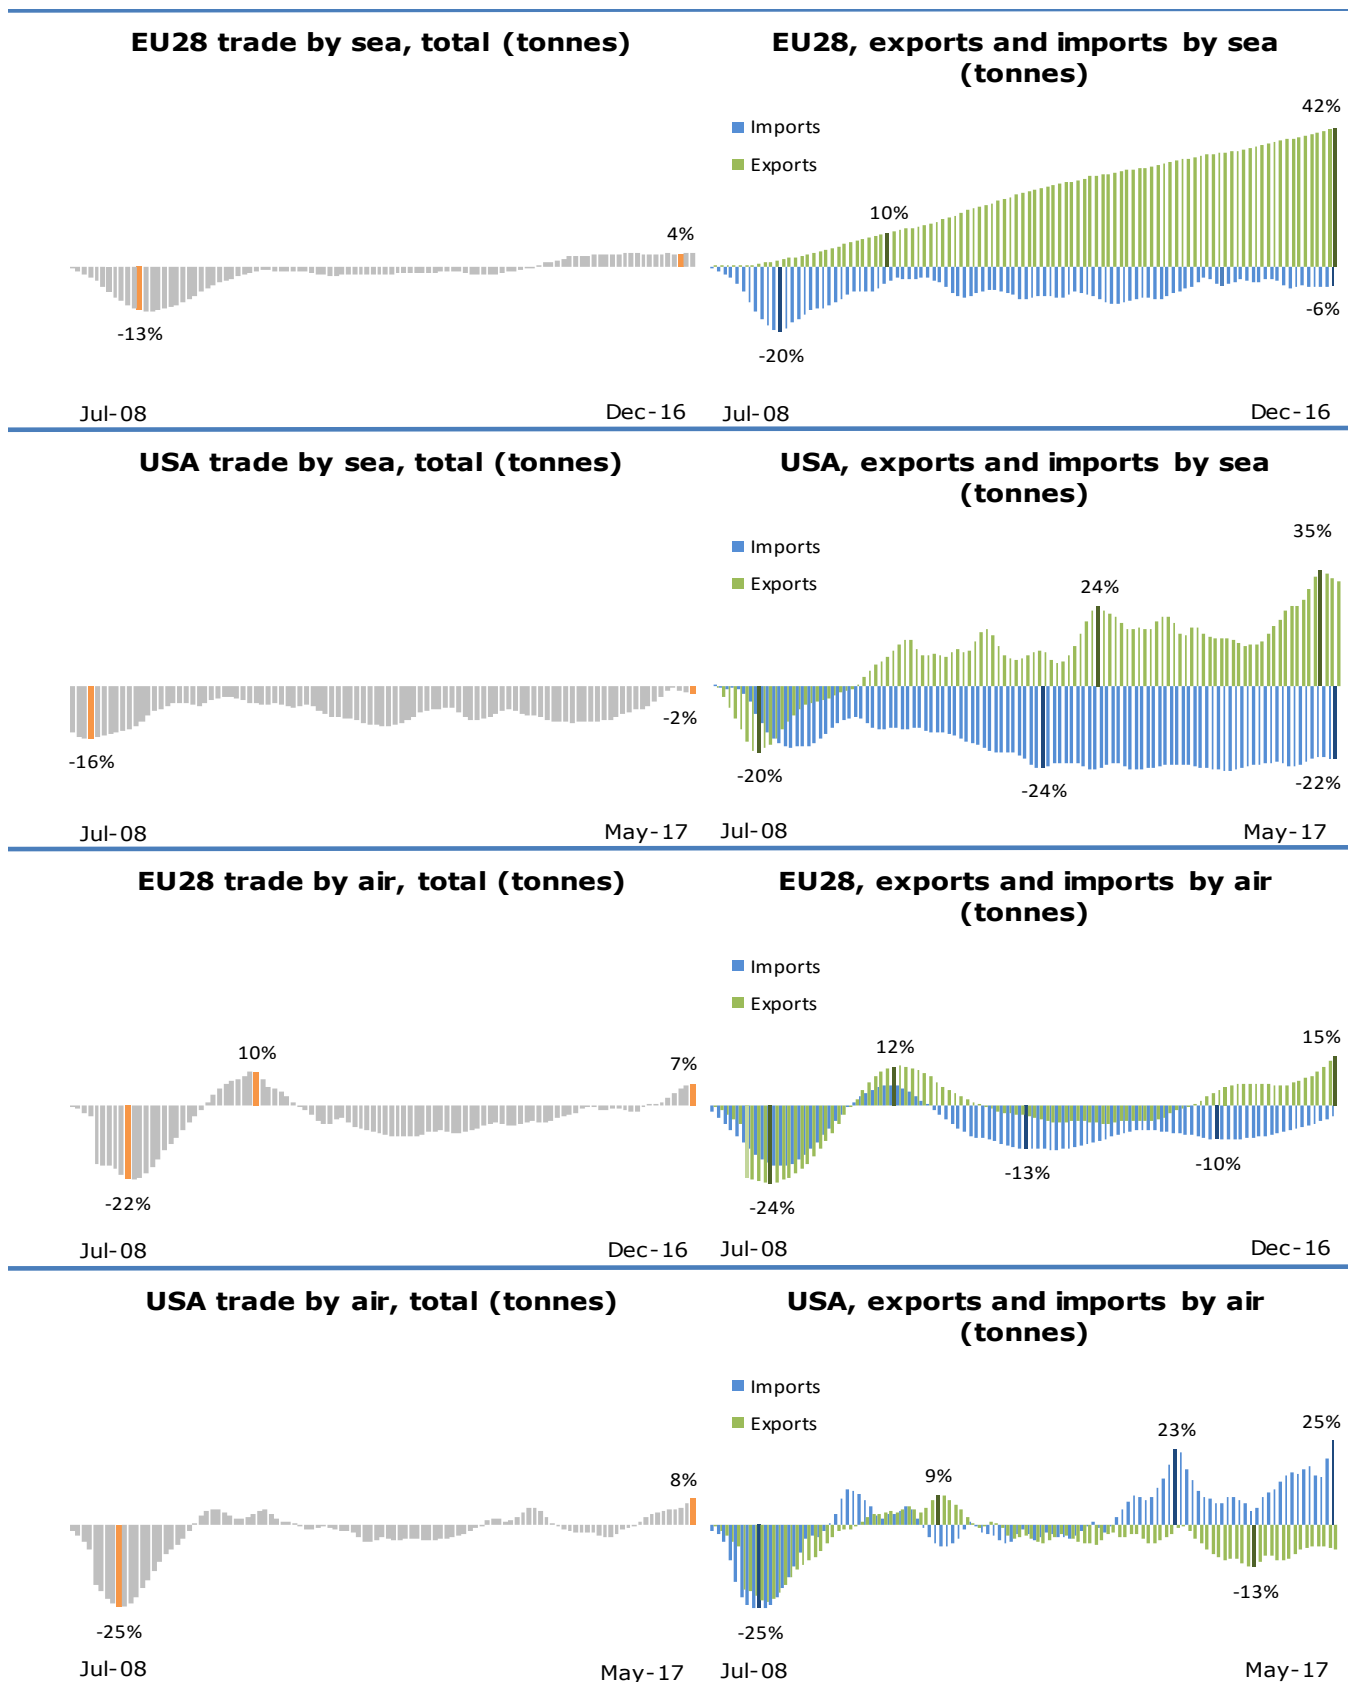 EU28 trade by sea, total (tonnes)
4%
-13%
Jul-08
Dec-16
EU28, exports and imports by sea
(tonnes)
Imports
Exports
42%
10%
-6%
-20%
Jul-08
Dec-16
USA trade by sea, total (tonnes)
-2%
-16%
Jul-08
May-17
USA, exports and imports by sea
(tonnes)
Imports
Exports
35%
24%
-20%
-24%
-22%
Jul-08
May-17
EU28 trade by air, total (tonnes)
10%
7%
-22%
Jul-08
Dec-16
EU28, exports and imports by air
(tonnes)
Imports
Exports
12%
15%
-13%
-10%
-24%
Jul-08
Dec-16
USA trade by air, total (tonnes)
8%
-25%
Jul-08
May-17
USA, exports and imports by air
(tonnes)
Imports
Exports
23%
25%
9%
-13%
-25%
Jul-08
May-17